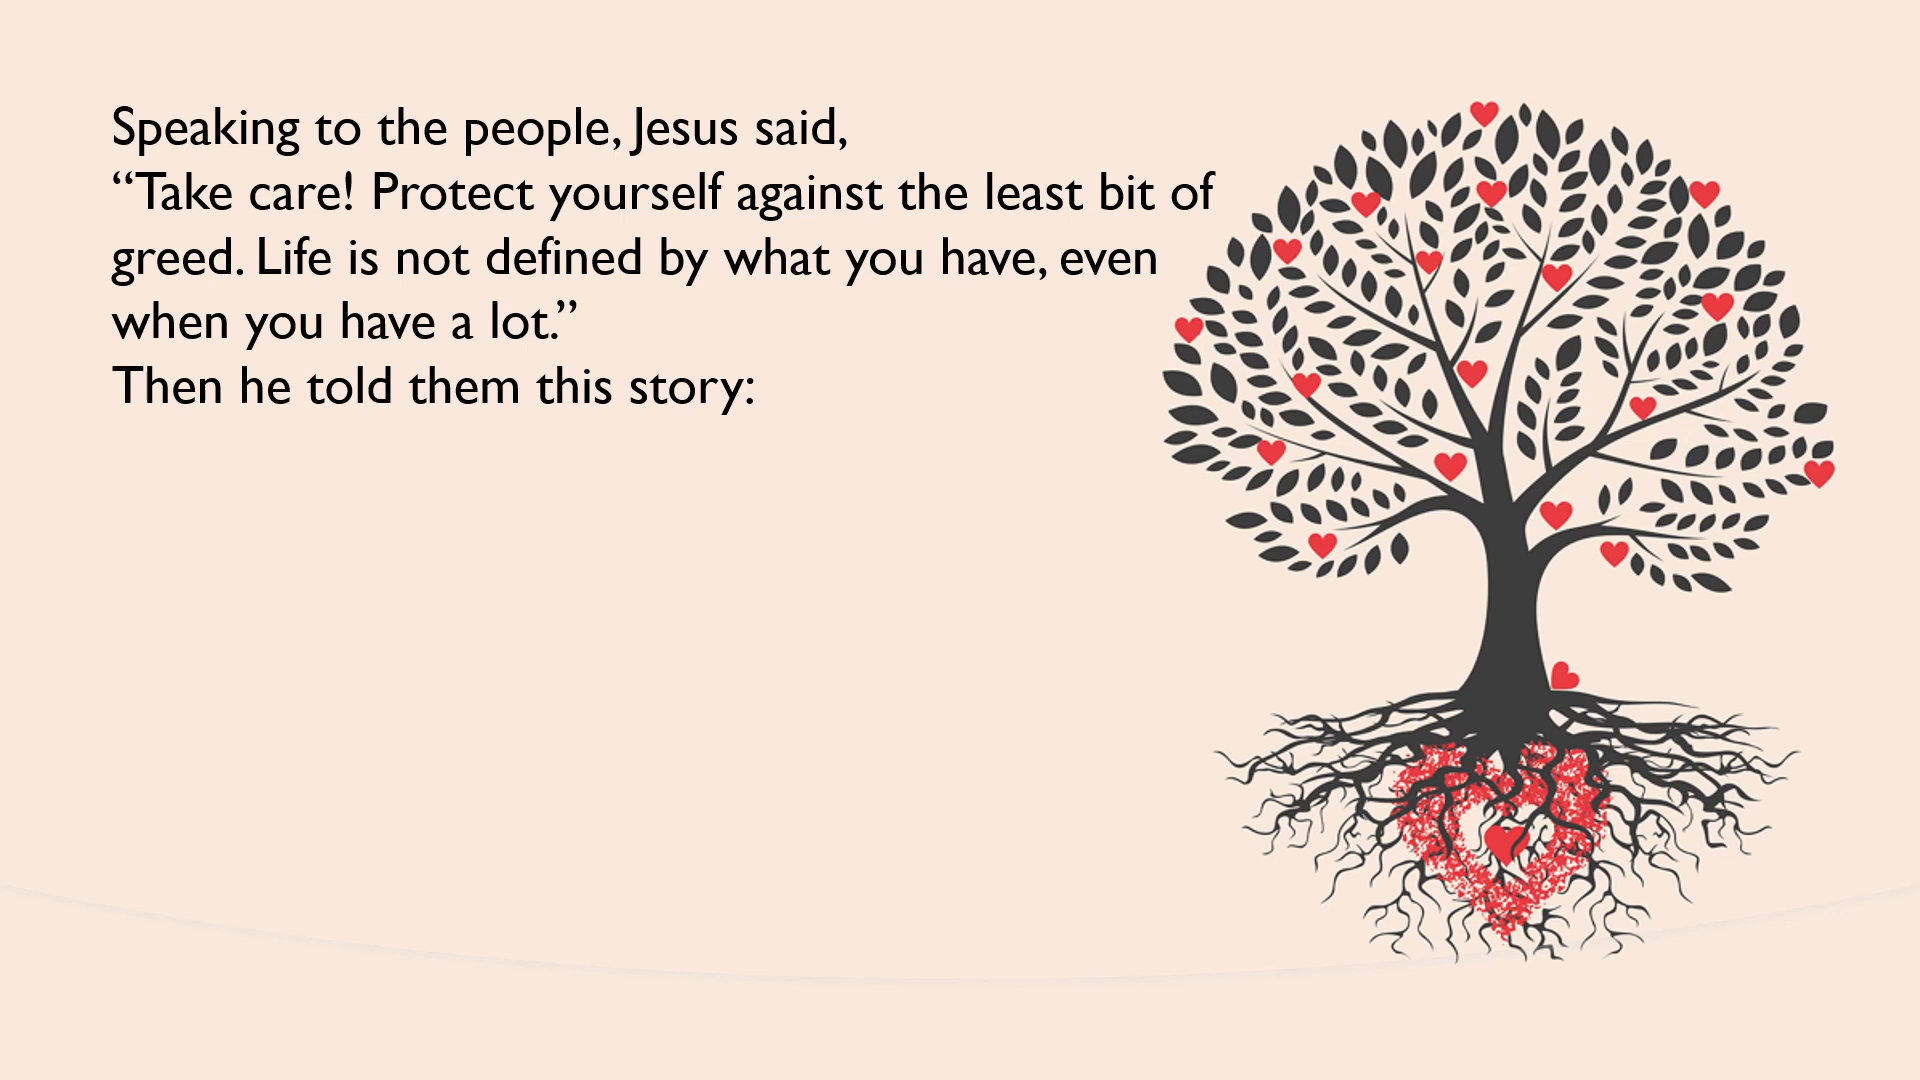 Speaking to the people, Jesus said,
“Take care! Protect yourself against the least bit of
greed. Life is not defined by what you have, even
when you have a lot.”
Then he told them this story: